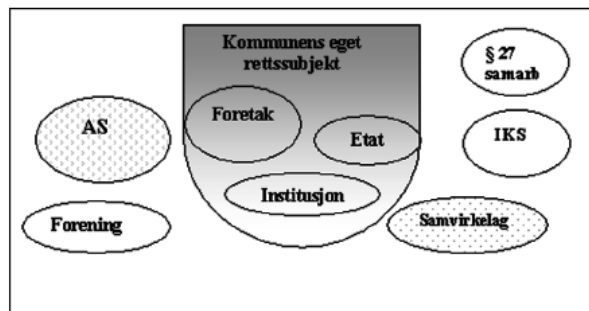 Kommunens eget
rettssubjekt
§ 27
samarb
AS
Foretak
Etat
IKS
Institusjon
Forening
Samvirkelag